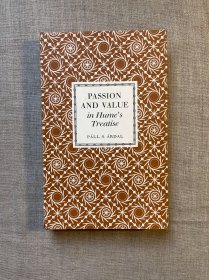 PASSION
AND VALUE
in Hume's
Treatise
PÁLL S. ÁRDAL